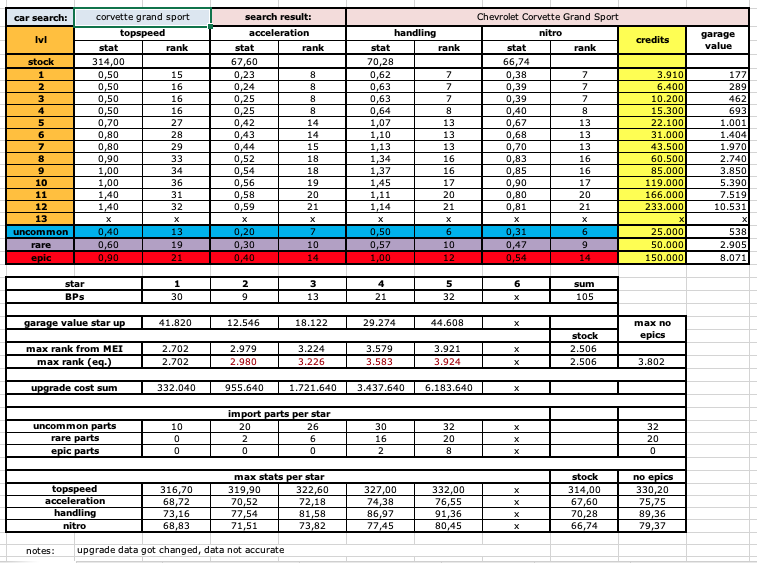 car search: corvette grand sport search result: Chevrolet Corvette Grand Sport
lvl topspeed acceleration handling nitro credits garage value
stat rank stat rank stat rank stat rank
stock 314,00 67,60 70,28 66,74
1 0,50 15 0,23 8 0,62 7 0,38 7 3.910 177
2 0,50 16 0,24 8 0,63 7 0,39 7 6.400 289
3 0,50 16 0,25 8 0,63 7 0,39 7 10.200 462
4 0,50 16 0,25 8 0,64 8 0,40 8 15.300 693
5 0,70 27 0,42 14 1,07 13 0,67 13 22.100 1.001
6 0,80 28 0,43 14 1,10 13 0,68 13 31.000 1.404
7 0,80 29 0,44 15 1,13 13 0,70 13 43.500 1.970
8 0,90 33 0,52 18 1,34 16 0,83 16 60.500 2.740
9 1,00 34 0,54 18 1,37 16 0,85 16 85.000 3.850
10 1,00 36 0,56 19 1,45 17 0,90 17 119.000 5.390
11 1,40 31 0,58 20 1,11 20 0,80 20 166.000 7.519
12 1,40 32 0,59 21 1,14 21 0,81 21 233.000 10.531
13 x x x x x x x x x x
uncommon 0,40 13 0,20 7 0,50 6 0,31 6 25.000 538
rare 0,60 19 0,30 10 0,57 10 0,47 9 50.000 2.905
epic 0,90 21 0,40 14 1,00 12 0,54 14 150.000 8.071
star 1 2 3 4 5 6 sum
BPs 30 9 13 21 32 x 105
garage value star up 41.820 12.546 18.122 29.274 44.608 x max no epics
stock
max rank from MEI 2.702 2.979 3.224 3.579 3.921 x 2.506
max rank (eq.) 2.702 2.980 3.226 3.583 3.924 x 2.506 3.802
upgrade cost sum 332.040 955.640 1.721.640 3.437.640 6.183.640 x
import parts per star
uncommon parts 10 20 26 30 32 x 32
rare parts 0 2 6 16 20 x 20
epic parts 0 0 0 2 8 x 0
max stats per star stock no epics
topspeed 316,70 319,90 322,60 327,00 332,00 x 314,00 330,20
acceleration 68,72 70,52 72,18 74,38 76,55 x 67,60 75,75
handling 73,16 77,54 81,58 86,97 91,36 x 70,28 89,36
nitro 68,83 71,51 73,82 77,45 80,45 x 66,74 79,37
notes: upgrade data got changed, data not accurate